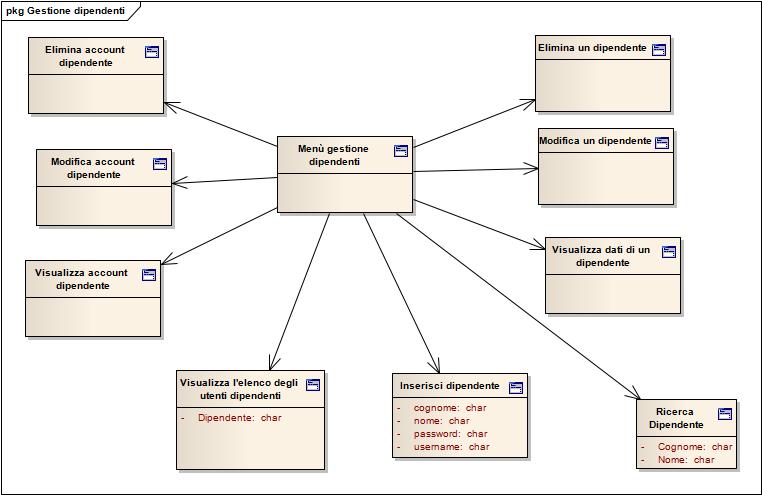 pkg Gestione dipendenti
Elimina account
dipendente
Elimina un dipendente
Menù gestione
dipendenti
Modifica un dipendente
Modifica account
dipendente
Visualizza dati di un
dipendente
Visualizza account
dipendente
Visualizza l'elenco degli
utenti dipendenti
- Dipendente: char
Inserisci dipendente
- cognome: char
- nome: char
- password: char
- username: char
Ricerca
Dipendente
- Cognome: char
- Nome: char